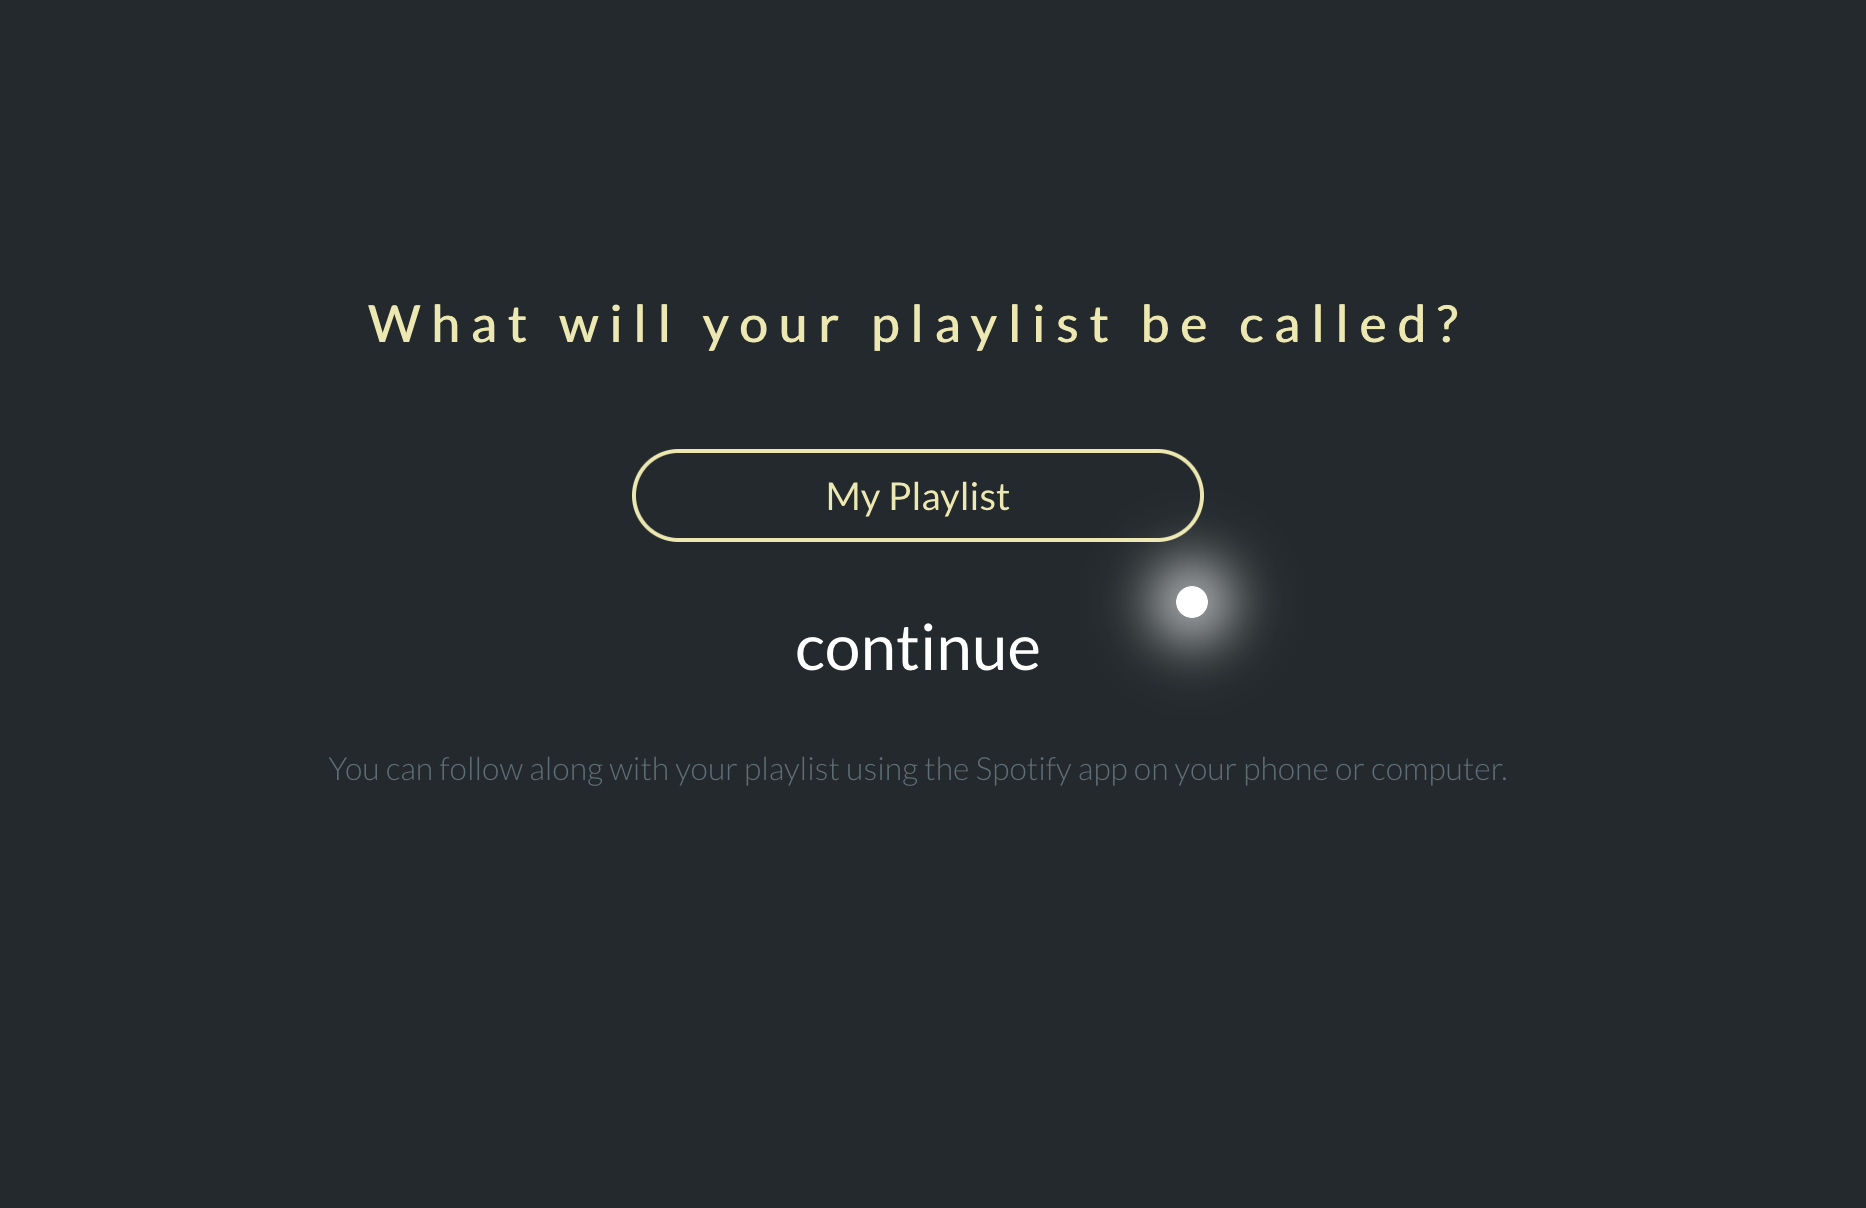 What will your playlist be called?
My Playlist
continue
You can follow along with your playlist using the Spotify app on your phone or computer.